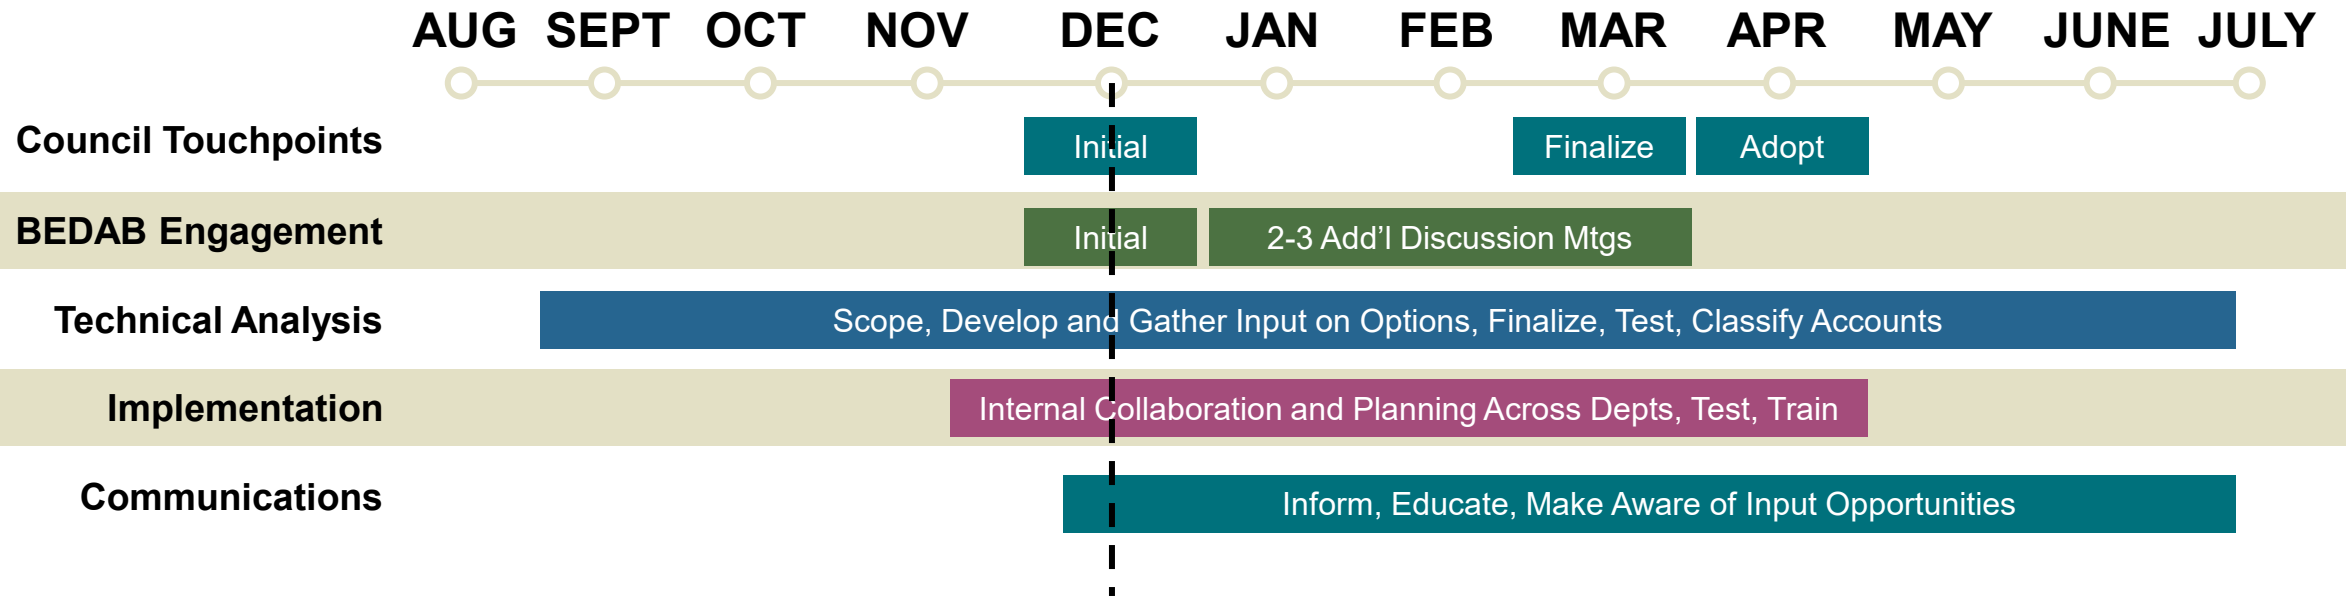 AUG SEPT OCT NOV DEC JAN FEB MAR APR MAY JUNE JULY
Council Touchpoints Initial Finalize Adopt
BEDAB Engagement Initial 2-3 Add’l Discussion Mtgs
Technical Analysis Scope, Develop and Gather Input on Options, Finalize, Test, Classify Accounts
Implementation Internal Collaboration and Planning Across Depts, Test, Train
Communications Inform, Educate, Make Aware of Input Opportunities